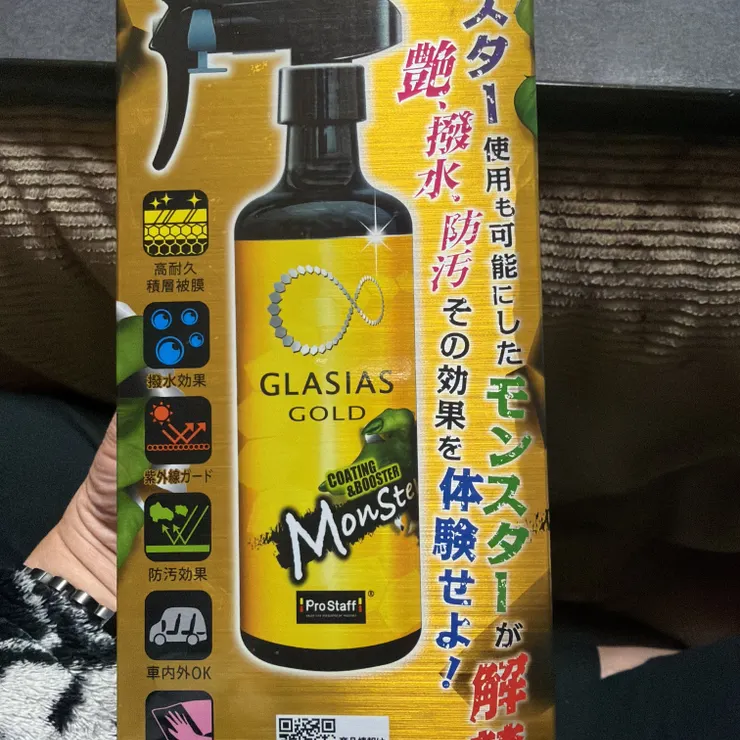 スター使用も可能にしたモンスターが解
艶、撥水、防汚その効果を体験せよ!
高耐久
積層被膜
撥水効果
紫外線ガード
防汚効果
車内外OK
GLASIAS
GOLD
COATING
&BOOSTER
Monste
ProStaff®